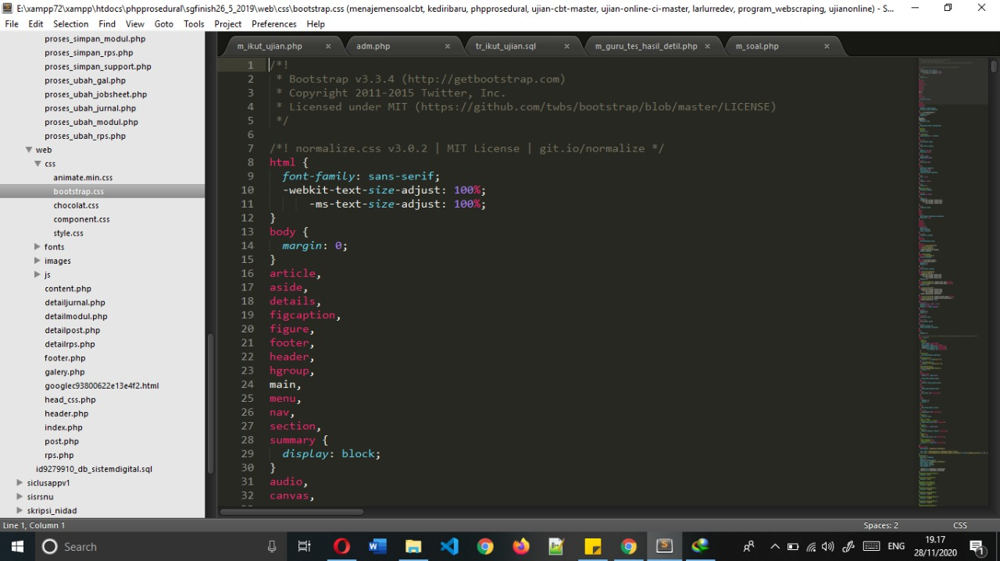 E:\xampp72\xampp\htdocs\phpprosedural\sgfinish26_5_2019\web\css\bootstrap.css (menajemensoalcbt, kediribaru, phpprosedural, ujian-cbt-master, ujian-online-ci-master, larlurredev, program_webscraping, ujianonline) - S...
File Edit Selection Find View Goto Tools Project Preferences Help
proses_simpan_modul.php
proses_simpan_rps.php
proses_simpan_support.php
proses_ubah_gal.php
proses_ubah_jobsheet.php
proses_ubah_jurnal.php
proses_ubah_modul.php
proses_ubah_rps.php
web
css
animate.min.css
bootstrap.css
chocolat.css
component.css
style.css
fonts
images
js
content.php
detailjurnal.php
detailmodul.php
detailpost.php
detailrps.php
footer.php
galery.php
googlec93800622e13e4f2.html
head_css.php
header.php
index.php
post.php
rps.php
id9279910_db_sistemdigital.sql
siclusappv1
sisrsnu
skripsi_nidad
m_ikut_ujian.php × adm.php × tr_ikut_ujian.sql × m_guru_tes_hasil_detil.php × m_soal.php ×
1 /*!
2 * Bootstrap v3.3.4 (http://getbootstrap.com)
3 * Copyright 2011-2015 Twitter, Inc.
4 * Licensed under MIT (https://github.com/twbs/bootstrap/blob/master/LICENSE)
5 */
6
7 /*! normalize.css v3.0.2 | MIT License | git.io/normalize */
8 html {
9 font-family: sans-serif;
10 -webkit-text-size-adjust: 100%;
11 -ms-text-size-adjust: 100%;
12 }
13 body {
14 margin: 0;
15 }
16 article,
17 aside,
18 details,
19 figcaption,
20 figure,
21 footer,
22 header,
23 hgroup,
24 main,
25 menu,
26 nav,
27 section,
28 summary {
29 display: block;
30 }
31 audio,
32 canvas,
Line 1, Column 1 Spaces: 2 CSS
Search
ENG
19.17
28/11/2020
1